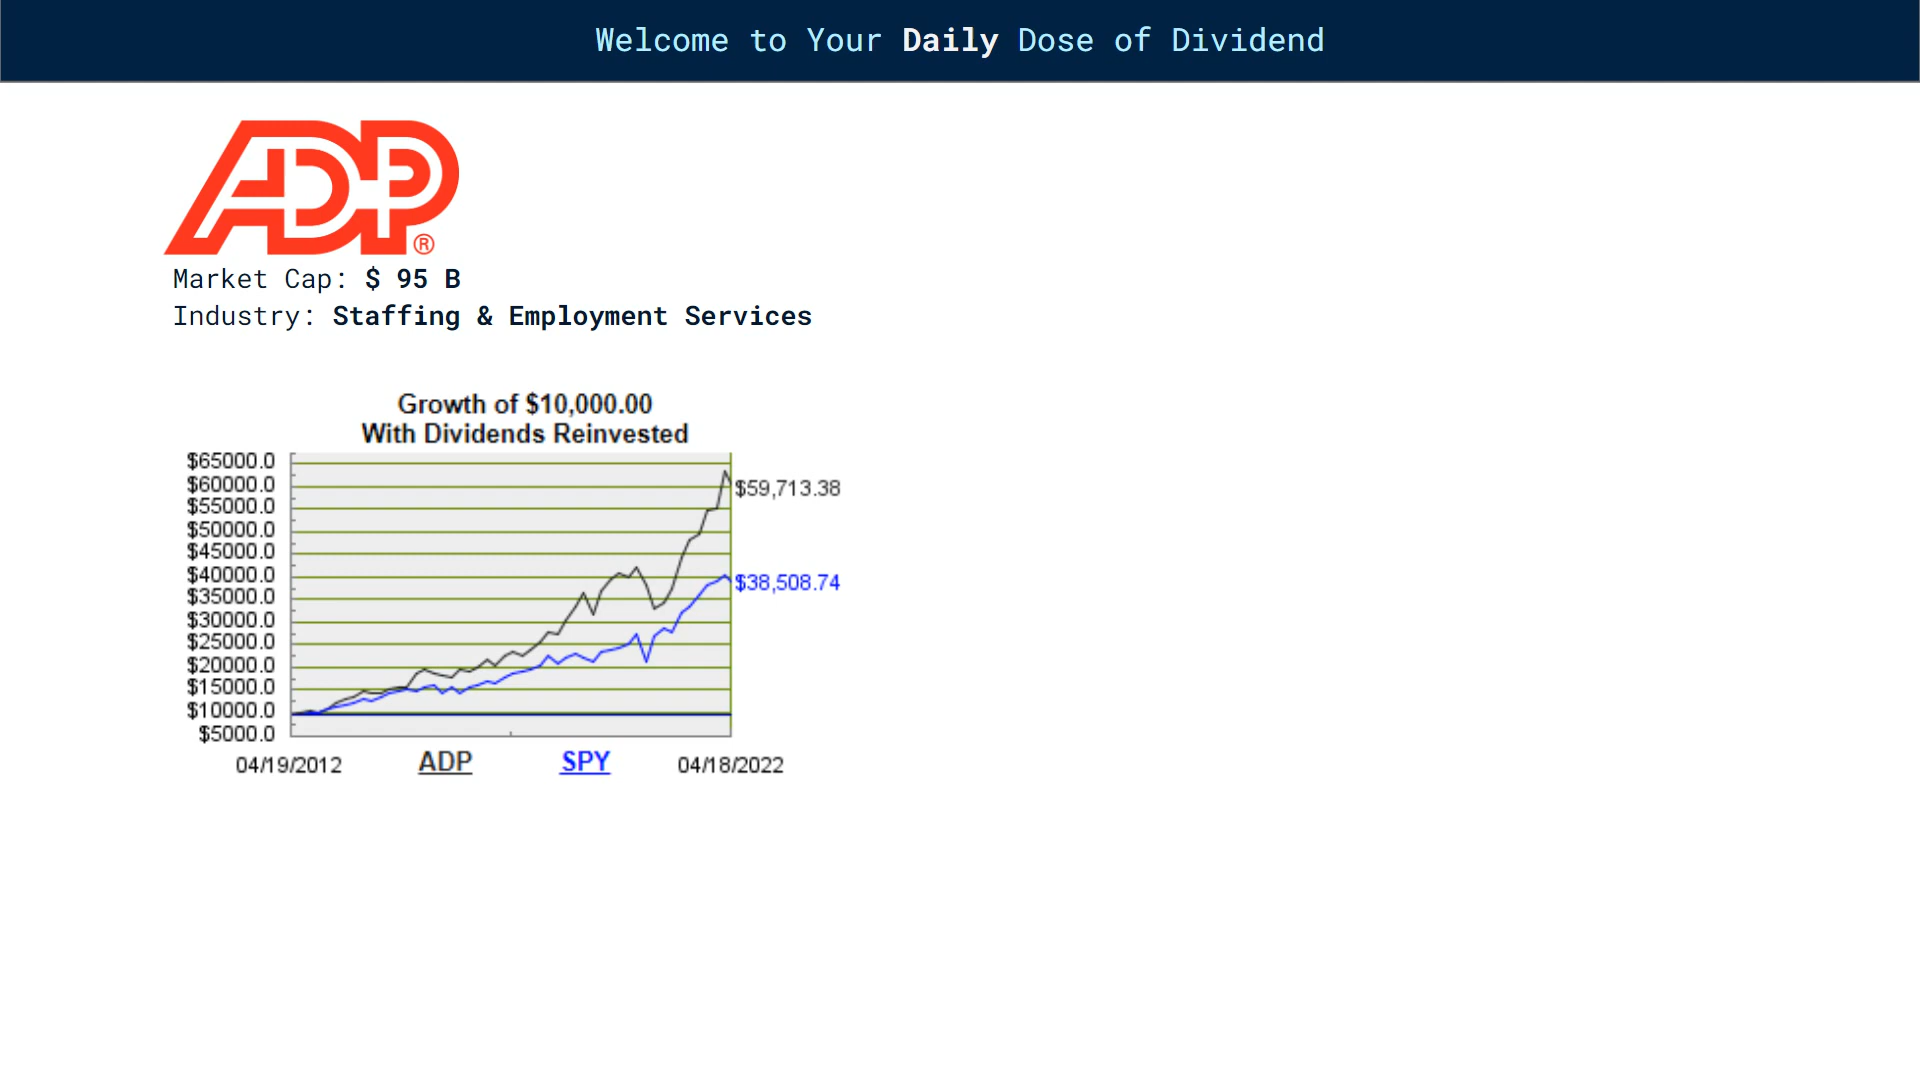 Welcome to Your Daily Dose of Dividend
ADP®
Market Cap: $ 95 B
Industry: Staffing & Employment Services
Growth of $10,000.00
With Dividends Reinvested
$65000.0
$60000.0
$59,713.38
$55000.0
$50000.0
$45000.0
$40000.0
$38,508.74
$35000.0
$30000.0
$25000.0
$20000.0
$15000.0
$10000.0
$5000.0
04/19/2012 ADP SPY 04/18/2022